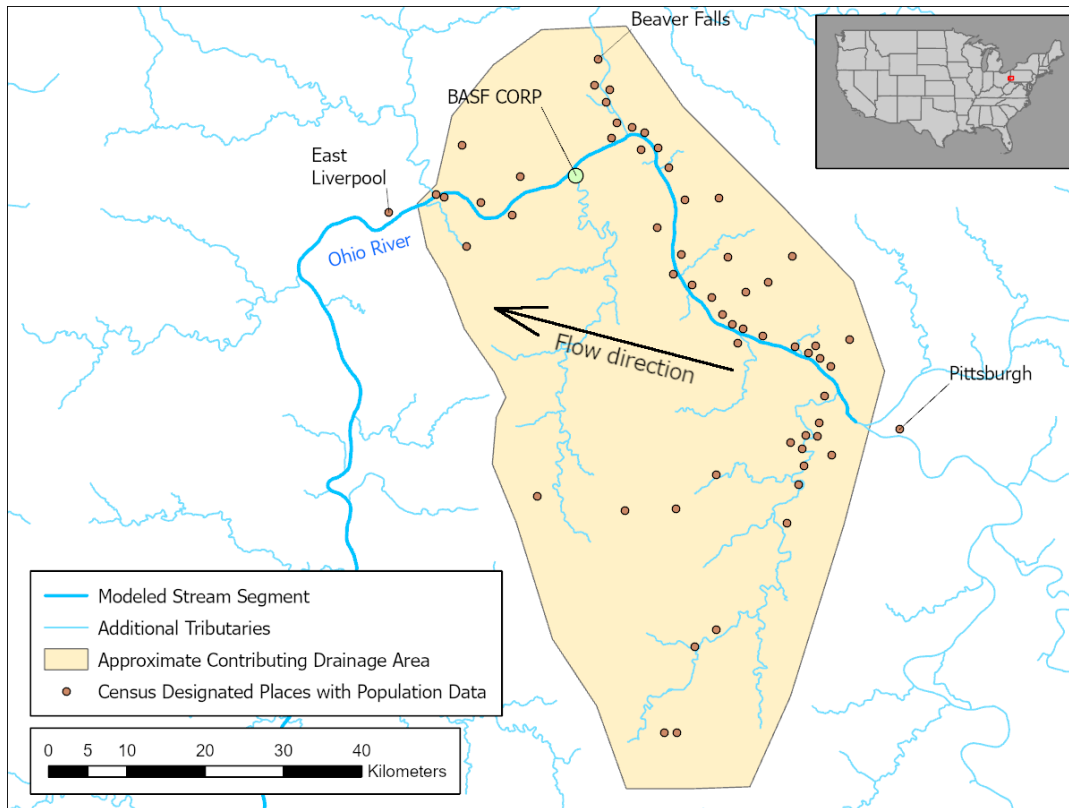 Beaver Falls
BASF CORP
East
Liverpool
Ohio River
Flow direction
Pittsburgh
Modeled Stream Segment
Additional Tributaries
Approximate Contributing Drainage Area
Census Designated Places with Population Data
0 5 10 20 30 40
Kilometers